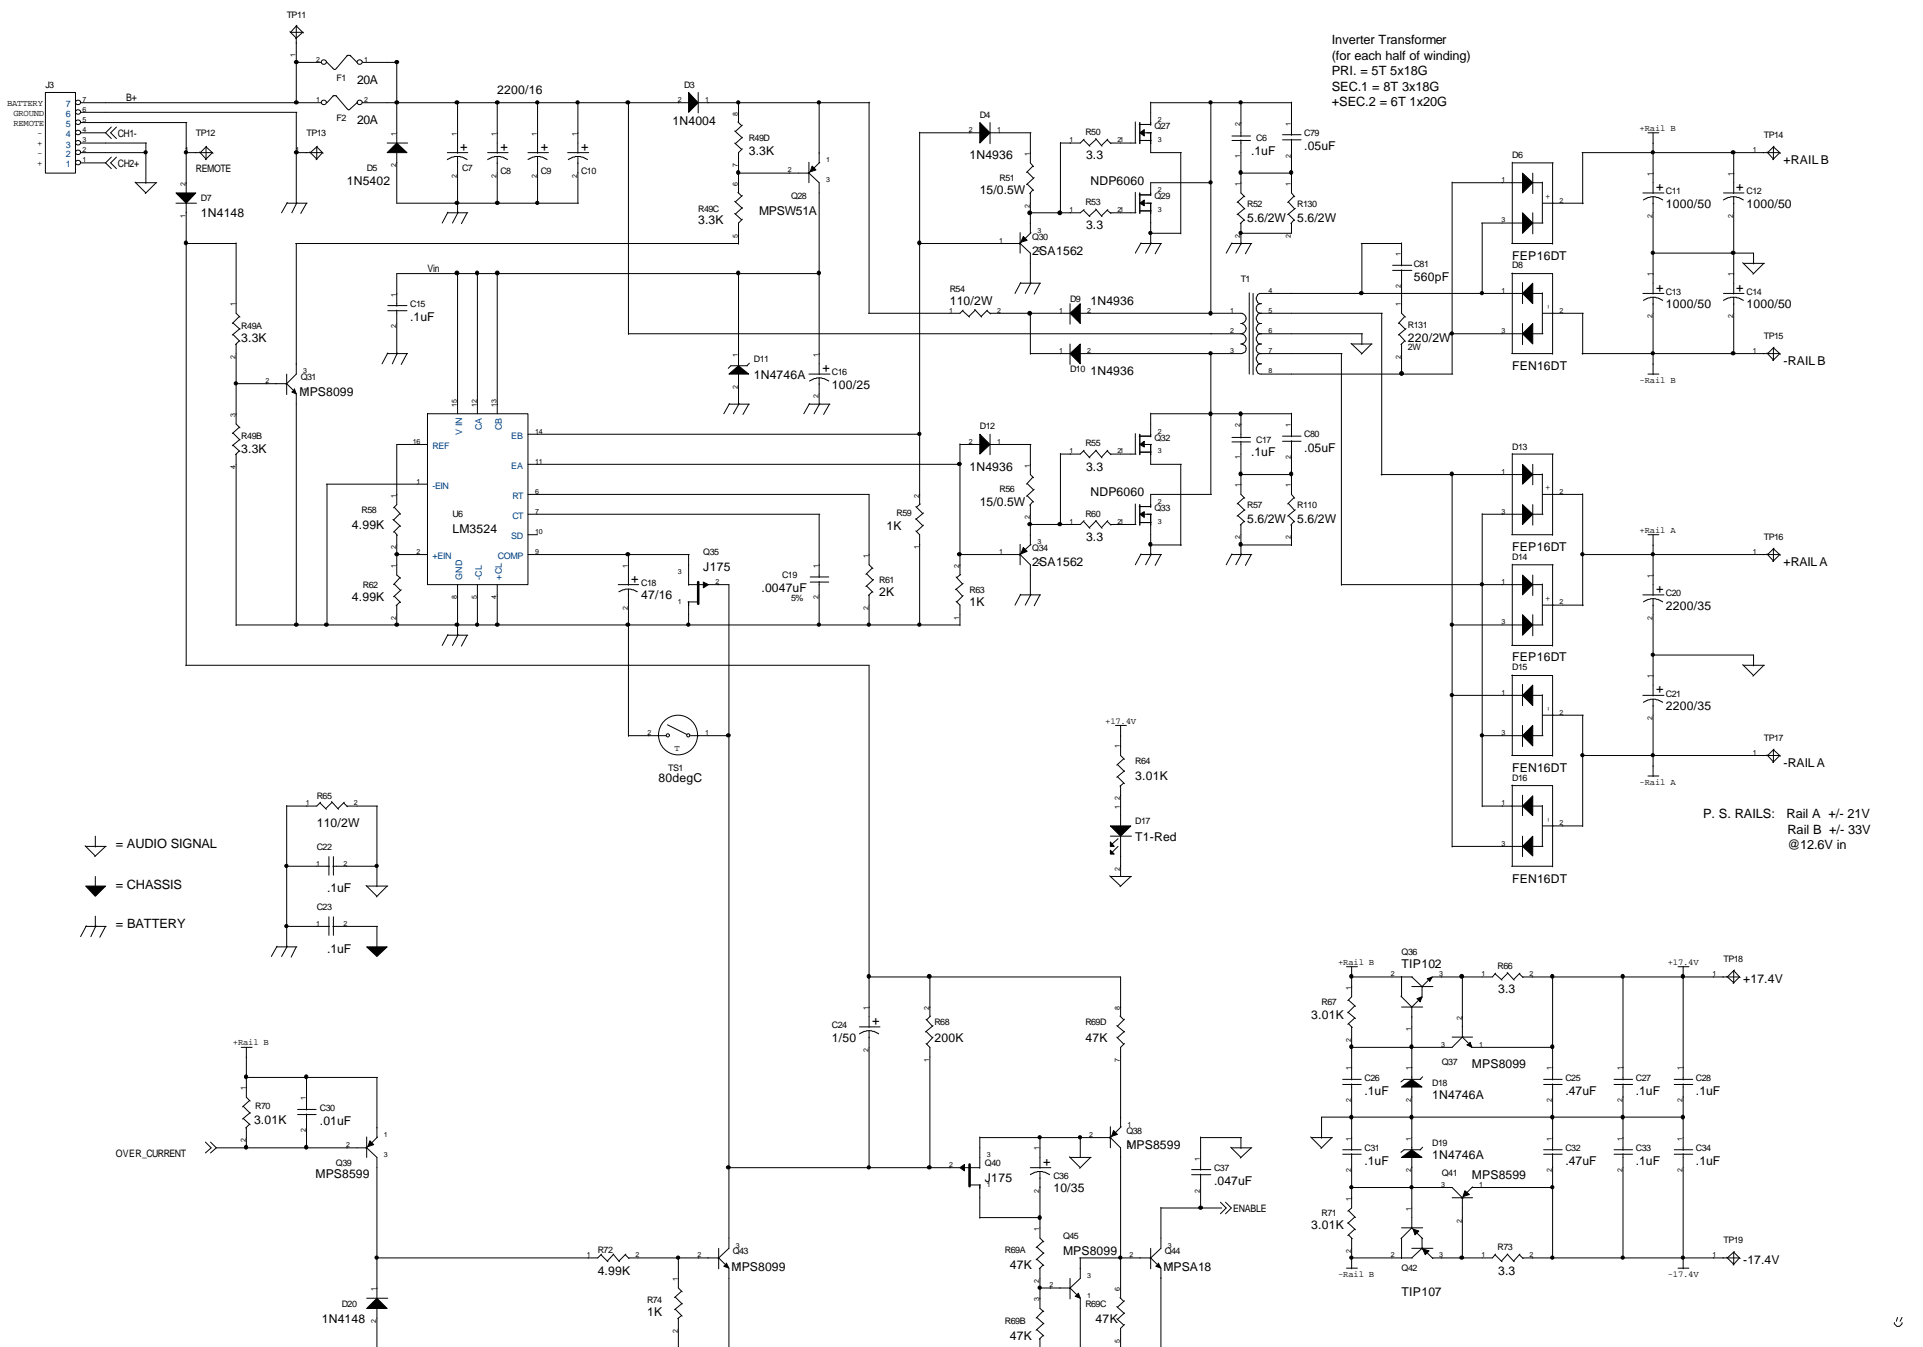 Inverter Transformer
(for each half of winding)
PRI. = 5T 5x18G
SEC.1 = 8T 3x18G
+SEC.2 = 6T 1x20G
TP11
F1 20A
F2 20A
J3
BATTERY 7
GROUND 6
REMOTE 5
- 4
+ 3
- 2
+ 1
B+
CH1-
CH2+
TP12
REMOTE
TP13
D7
1N4148
D5
1N5402
2200/16
C7
C8
C9
C10
D3
1N4004
R49D
3.3K
R49C
3.3K
Q28
MPSW51A
D4
1N4936
R51
15/0.5W
R50
3.3
R53
3.3
Q27
NDP6060
Q29
Q30
2SA1562
C6
.1uF
C79
.05uF
R52
5.6/2W
R130
5.6/2W
D6
FEP16DT
D8
FEN16DT
+Rail B
TP14
+RAIL B
C11
1000/50
C12
1000/50
C13
1000/50
C14
1000/50
TP15
-RAIL B
-Rail B
Vin
C15
.1uF
R49A
3.3K
Q31
MPS8099
R49B
3.3K
D11
1N4746A
C16
100/25
R54
110/2W
D9
1N4936
D10
1N4936
T1
C81
560pF
R131
220/2W
2W
U6
LM3524
V IN
CA
CB
REF
-EIN
+EIN
GND
-CL
+CL
EB
EA
RT
CT
SD
COMP
R58
4.99K
R62
4.99K
C18
47/16
Q35
J175
C19
.0047uF
5%
R61
2K
R59
1K
R63
1K
D12
1N4936
R56
15/0.5W
R55
3.3
R60
3.3
Q32
NDP6060
Q33
Q34
2SA1562
C17
.1uF
C80
.05uF
R57
5.6/2W
R110
5.6/2W
D13
FEP16DT
D14
FEP16DT
D15
FEN16DT
D16
FEN16DT
+Rail A
TP16
+RAIL A
C20
2200/35
C21
2200/35
TP17
-RAIL A
-Rail A
P. S. RAILS: Rail A +/- 21V
Rail B +/- 33V
@12.6V in
TS1
80degC
+17.4V
R64
3.01K
D17
T1-Red
R65
110/2W
C22
.1uF
C23
.1uF
= AUDIO SIGNAL
= CHASSIS
= BATTERY
+Rail B
R70
3.01K
C30
.01uF
OVER_CURRENT
Q39
MPS8599
D20
1N4148
R72
4.99K
R74
1K
Q43
MPS8099
C24
1/50
R68
200K
R69D
47K
Q38
MPS8599
Q40
J175
C36
10/35
C37
.047uF
ENABLE
R69A
47K
Q45
MPS8099
Q44
MPSA18
R69B
47K
R69C
47K
+Rail B
Q36
TIP102
R66
3.3
+17.4V
TP18
+17.4V
R67
3.01K
Q37
MPS8099
C26
.1uF
D18
1N4746A
C25
.47uF
C27
.1uF
C28
.1uF
C31
.1uF
D19
1N4746A
C32
.47uF
C33
.1uF
C34
.1uF
Q41
MPS8599
R71
3.01K
R73
3.3
Q42
TIP107
-Rail B
-17.4V
TP19
-17.4V